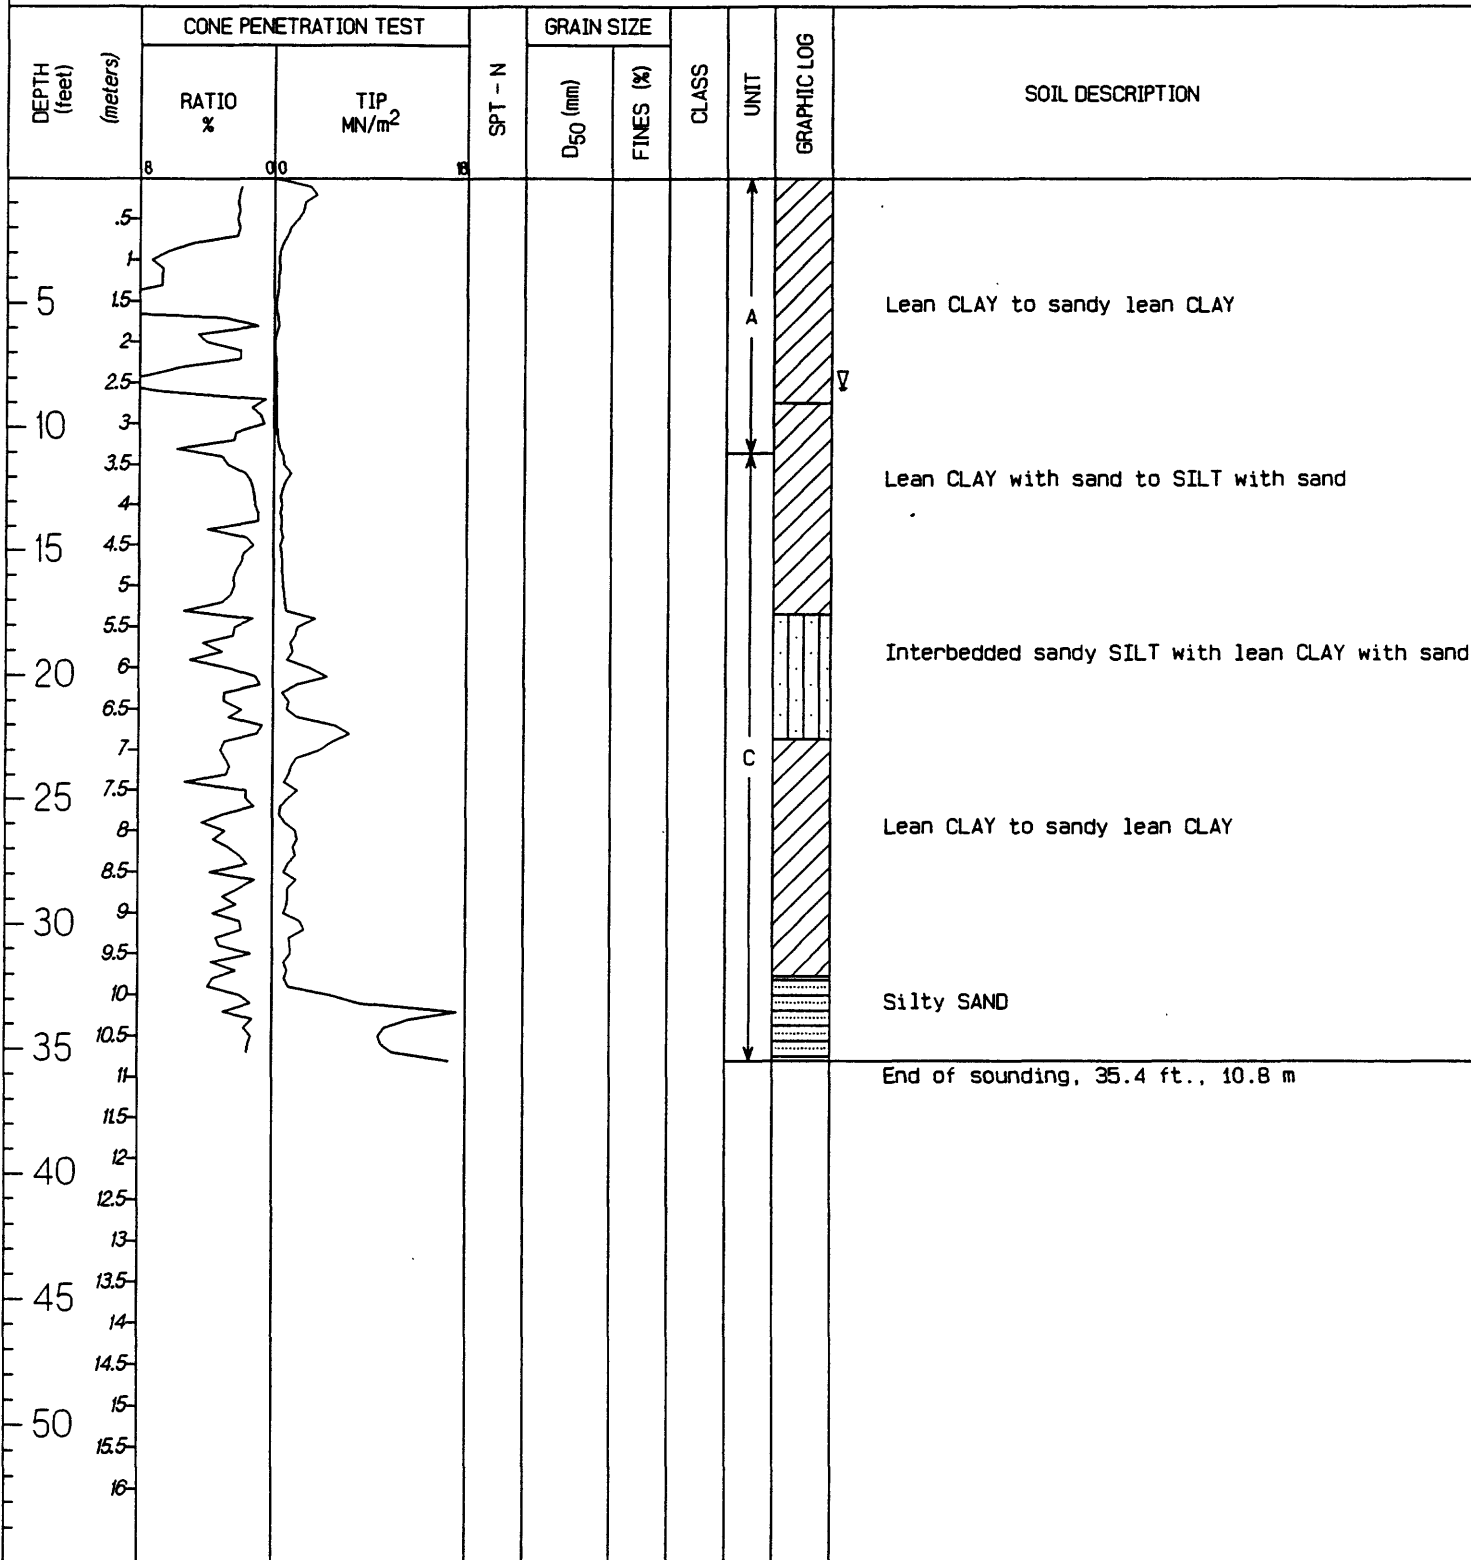 CONE PENETRATION TEST
GRAIN SIZE
DEPTH
(feet)
(meters)
RATIO
%
TIP
MN/m2
SPT - N
D50 (mm)
FINES (%)
CLASS
UNIT
GRAPHIC LOG
SOIL DESCRIPTION
8
0
0
18
.5
1
5
1.5
A
Lean CLAY to sandy lean CLAY
2
2.5
10
3
3.5
Lean CLAY with sand to SILT with sand
4
15
4.5
5
5.5
Interbedded sandy SILT with lean CLAY with sand
20
6
6.5
7
C
25
7.5
8
Lean CLAY to sandy lean CLAY
8.5
9
30
9.5
10
Silty SAND
35
10.5
11
End of sounding, 35.4 ft., 10.8 m
11.5
40
12
12.5
13
13.5
45
14
14.5
15
50
15.5
16